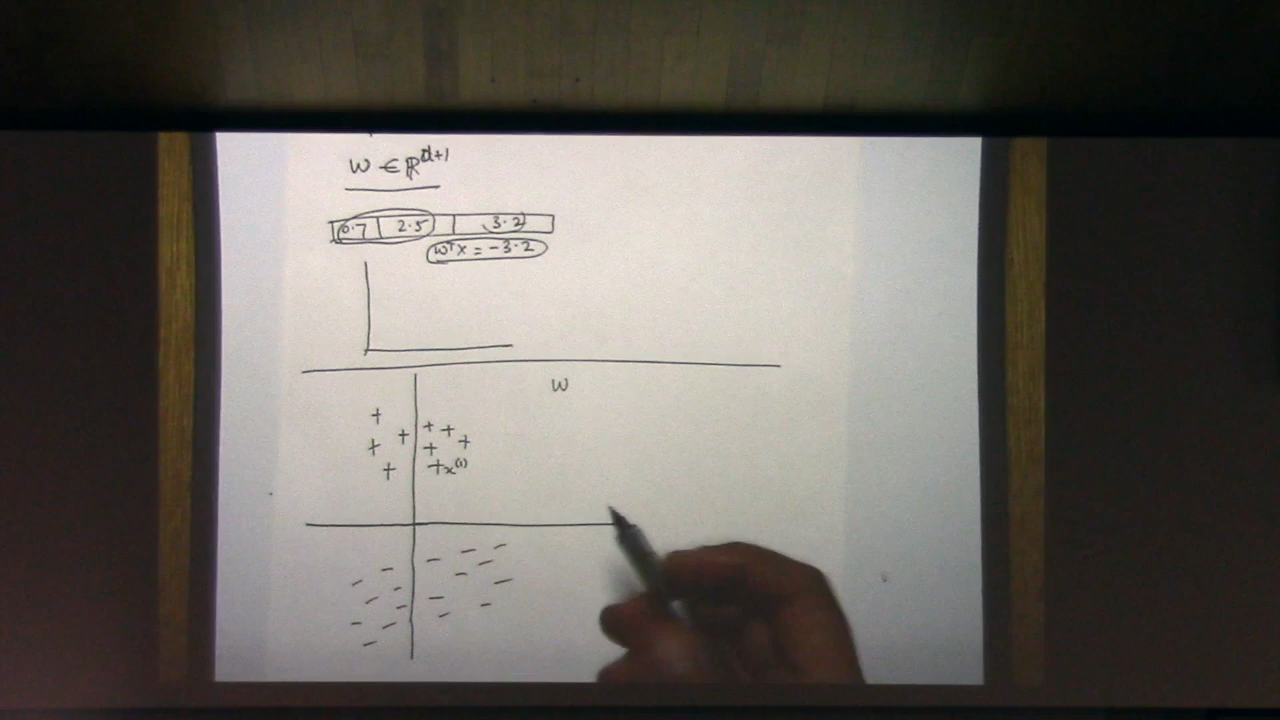 w ∈ ℝ^{d+1}
0.7 2.5 3.2
wᵀx = -3.2
w
x⁽¹⁾